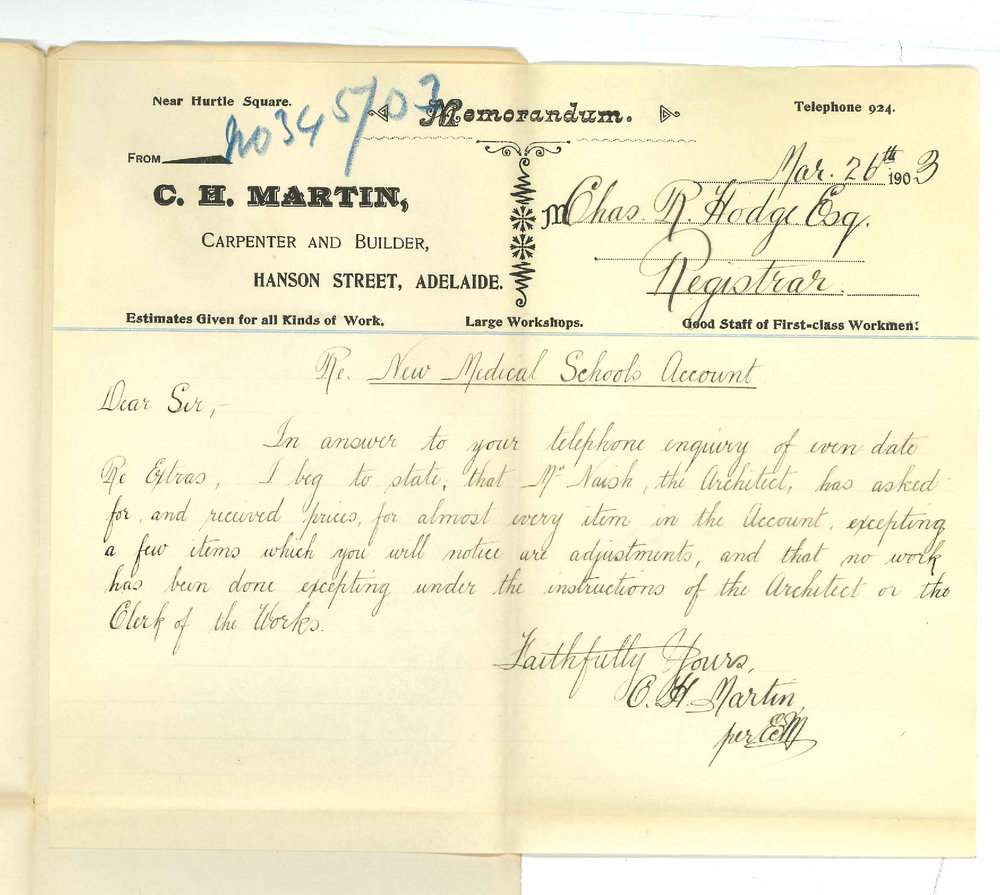 Near Hurtle Square.
No 345/03
Memorandum.
Telephone 924.
FROM
C. H. MARTIN,
CARPENTER AND BUILDER,
HANSON STREET, ADELAIDE.
Mar. 26th 1903
M Chas. R. Hodge Esq.
Registrar.
Estimates Given for all Kinds of Work. Large Workshops. Good Staff of First-class Workmen.
Re. New Medical Schools Account
Dear Sir,-
In answer to your telephone enquiry of even date
Re Extras, I beg to state, that Mr Naish, the Architect, has asked
for, and received prices, for almost every item in the Account, excepting
a few items which you will notice are adjustments, and that no work
has been done excepting under the instructions of the Architect or the
Clerk of the Works.
Faithfully Yours,
C. H. Martin,
per EM